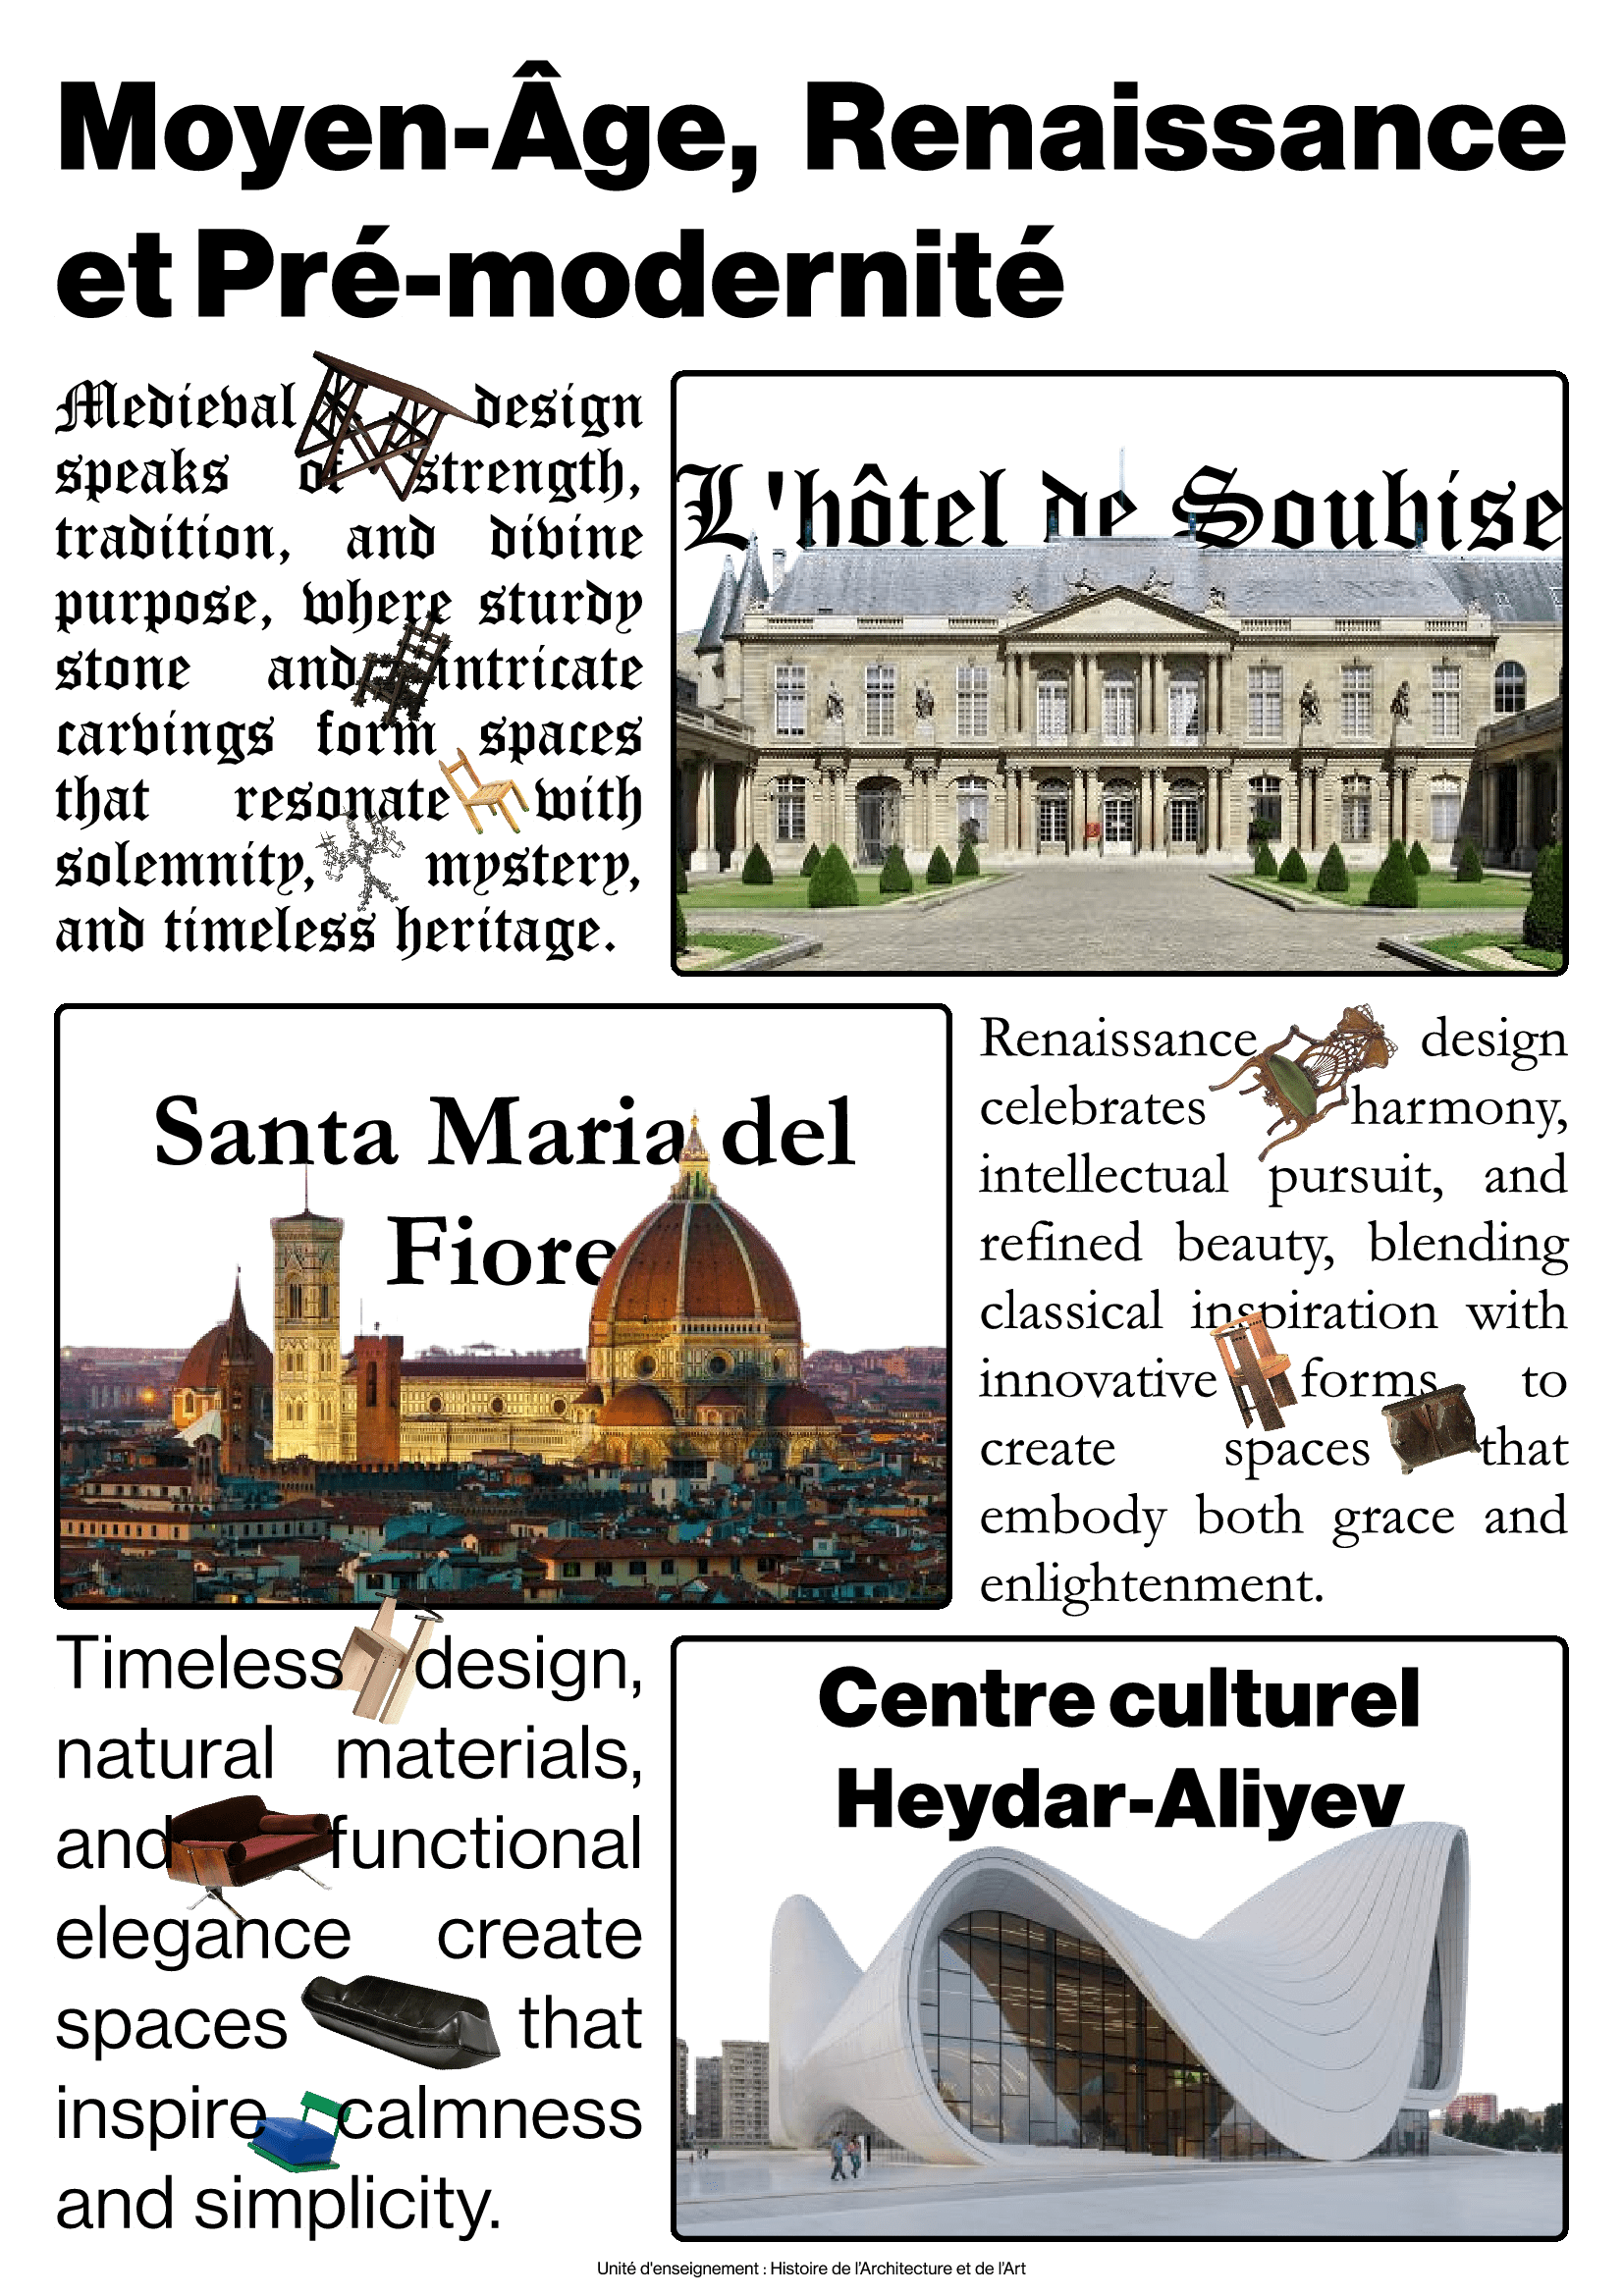 Moyen-Âge, Renaissance
et Pré-modernité
Medieval design
speaks of strength,
tradition, and divine
purpose, where sturdy
stone and intricate
carvings form spaces
that resonate with
solemnity, mystery,
and timeless heritage.
L'hôtel de Soubise
Santa Maria del
Fiore
Renaissance design
celebrates harmony,
intellectual pursuit, and
refined beauty, blending
classical inspiration with
innovative forms to
create spaces that
embody both grace and
enlightenment.
Timeless design,
natural materials,
and functional
elegance create
spaces that
inspire calmness
and simplicity.
Centre culturel
Heydar-Aliyev
Unité d'enseignement : Histoire de l'Architecture et de l'Art